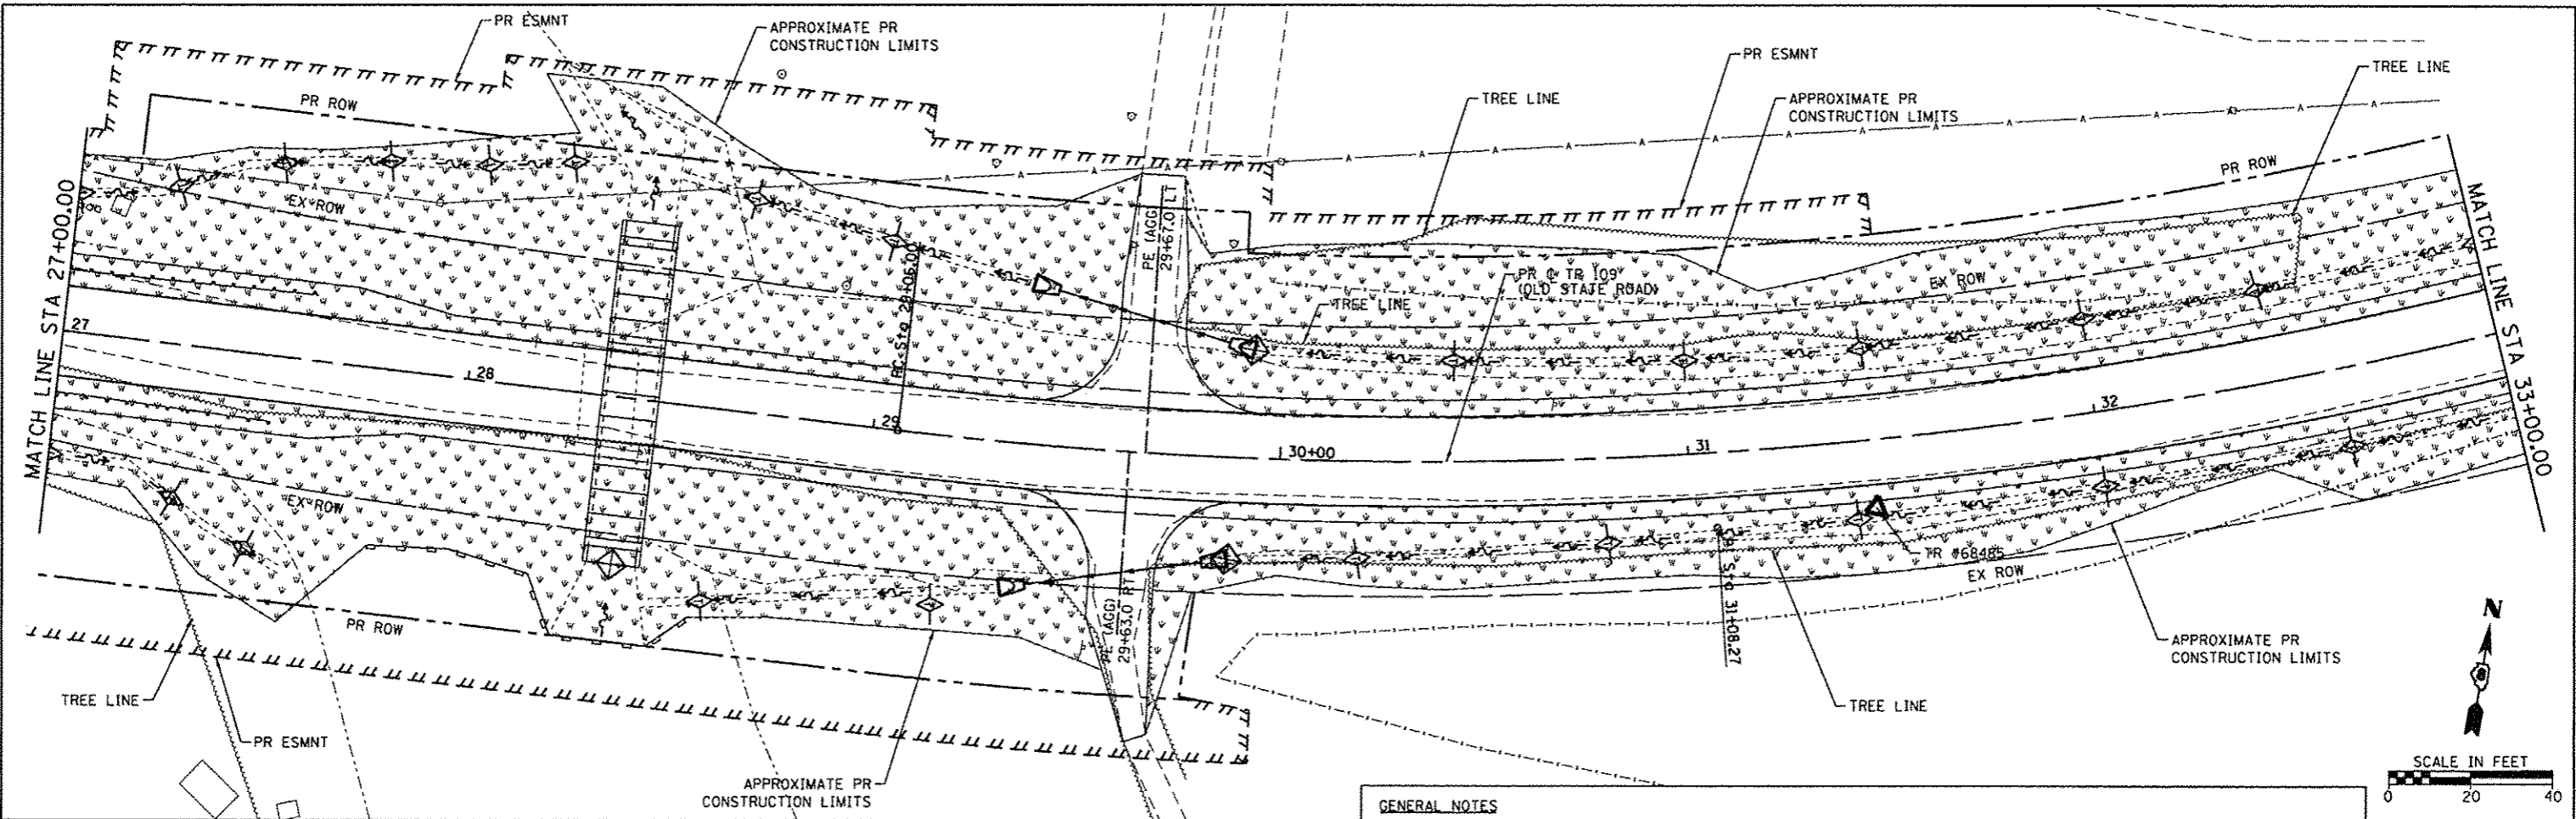 PR ESMNT
APPROXIMATE PR
CONSTRUCTION LIMITS
PR ESMNT
TREE LINE
TREE LINE
APPROXIMATE PR
CONSTRUCTION LIMITS
PR ROW
PR ROW
EX ROW
MATCH LINE STA 27+00.00
PE (AGG)
29+67.0 LT
PR ℄ TR 109
(OLD STATE ROAD)
EX ROW
TREE LINE
MATCH LINE STA 33+00.00
PC Sta 29+06.00
27
28
29
30+00
31
32
EX ROW
PE (AGG)
29+63.0 RT
TR #68485
EX ROW
Sta 31+08.27
PR ROW
N
APPROXIMATE PR
CONSTRUCTION LIMITS
TREE LINE
TREE LINE
PR ESMNT
APPROXIMATE PR
CONSTRUCTION LIMITS
SCALE IN FEET
0 20 40
GENERAL NOTES